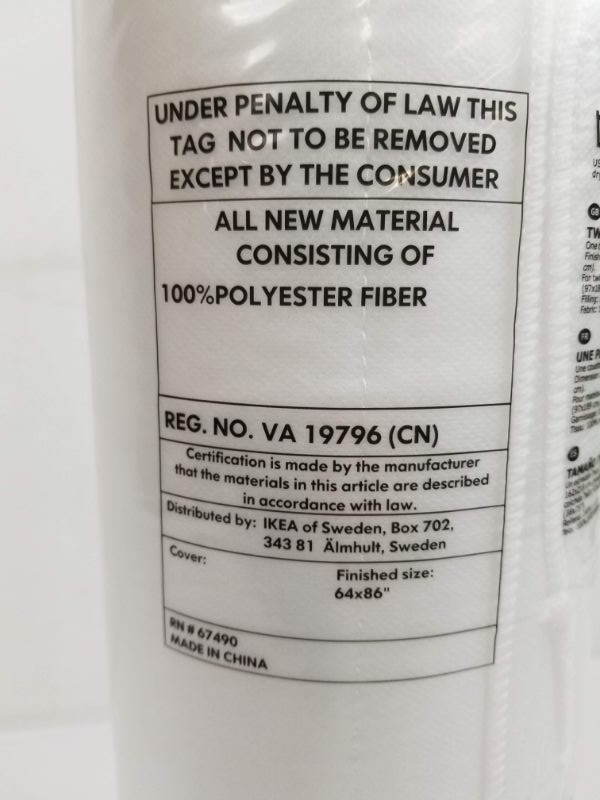 UNDER PENALTY OF LAW THIS
TAG NOT TO BE REMOVED
EXCEPT BY THE CONSUMER
ALL NEW MATERIAL
CONSISTING OF
100%POLYESTER FIBER
REG. NO. VA 19796 (CN)
Certification is made by the manufacturer
that the materials in this article are described
in accordance with law.
Distributed by: IKEA of Sweden, Box 702,
343 81 Älmhult, Sweden
Cover:
Finished size:
64x86"
RN # 67490
MADE IN CHINA
GB
FR
UNE